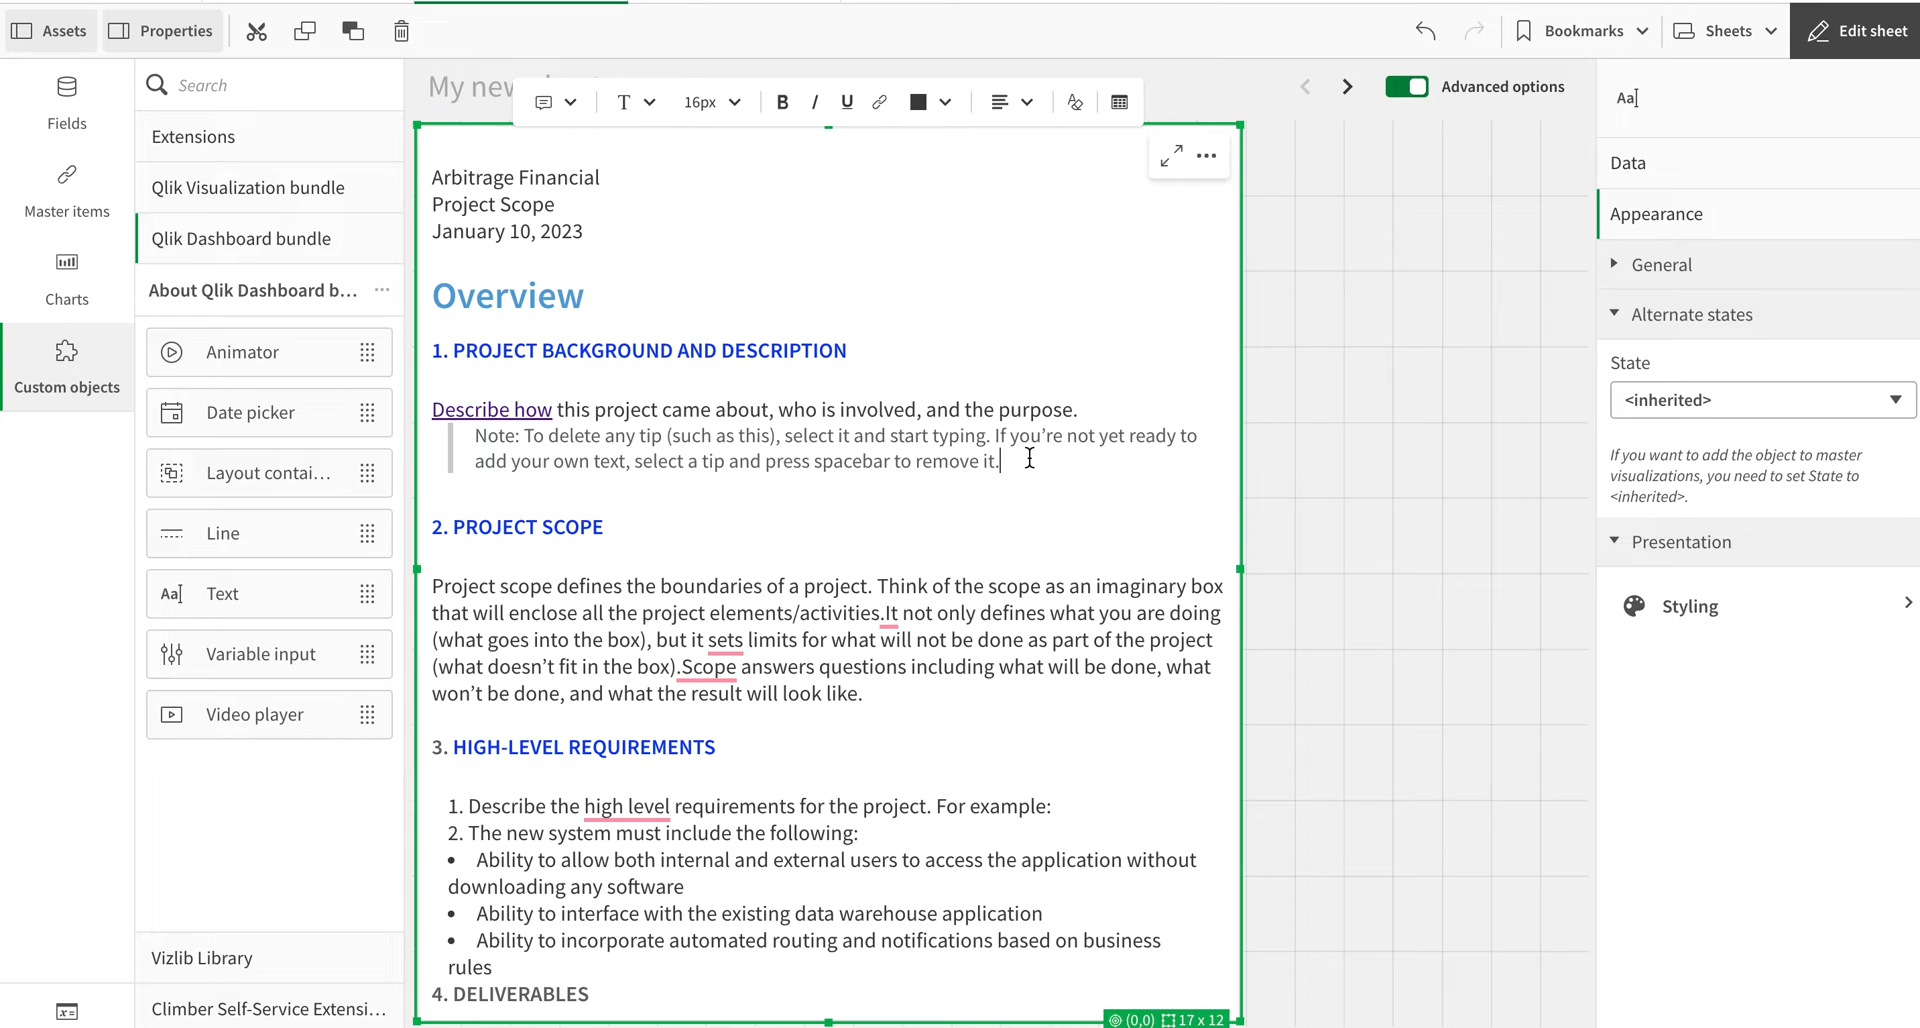 Assets
Properties
Bookmarks
Sheets
Edit sheet
Fields
Master items
Charts
Custom objects
Search
Extensions
Qlik Visualization bundle
Qlik Dashboard bundle
About Qlik Dashboard b...
Animator
Date picker
Layout contai...
Line
Aa Text
Variable input
Video player
Vizlib Library
Climber Self-Service Extensi...
My new
T
16px
B I U
Advanced options
Arbitrage Financial
Project Scope
January 10, 2023
Overview
1. PROJECT BACKGROUND AND DESCRIPTION
Describe how this project came about, who is involved, and the purpose.
Note: To delete any tip (such as this), select it and start typing. If you’re not yet ready to
add your own text, select a tip and press spacebar to remove it.
2. PROJECT SCOPE
Project scope defines the boundaries of a project. Think of the scope as an imaginary box
that will enclose all the project elements/activities.It not only defines what you are doing
(what goes into the box), but it sets limits for what will not be done as part of the project
(what doesn’t fit in the box).Scope answers questions including what will be done, what
won’t be done, and what the result will look like.
3. HIGH-LEVEL REQUIREMENTS
1. Describe the high level requirements for the project. For example:
2. The new system must include the following:
• Ability to allow both internal and external users to access the application without
downloading any software
• Ability to interface with the existing data warehouse application
• Ability to incorporate automated routing and notifications based on business
rules
4. DELIVERABLES
(0,0) 17 x 12
Aa
Data
Appearance
General
Alternate states
State
<inherited>
If you want to add the object to master
visualizations, you need to set State to
<inherited>.
Presentation
Styling
x=